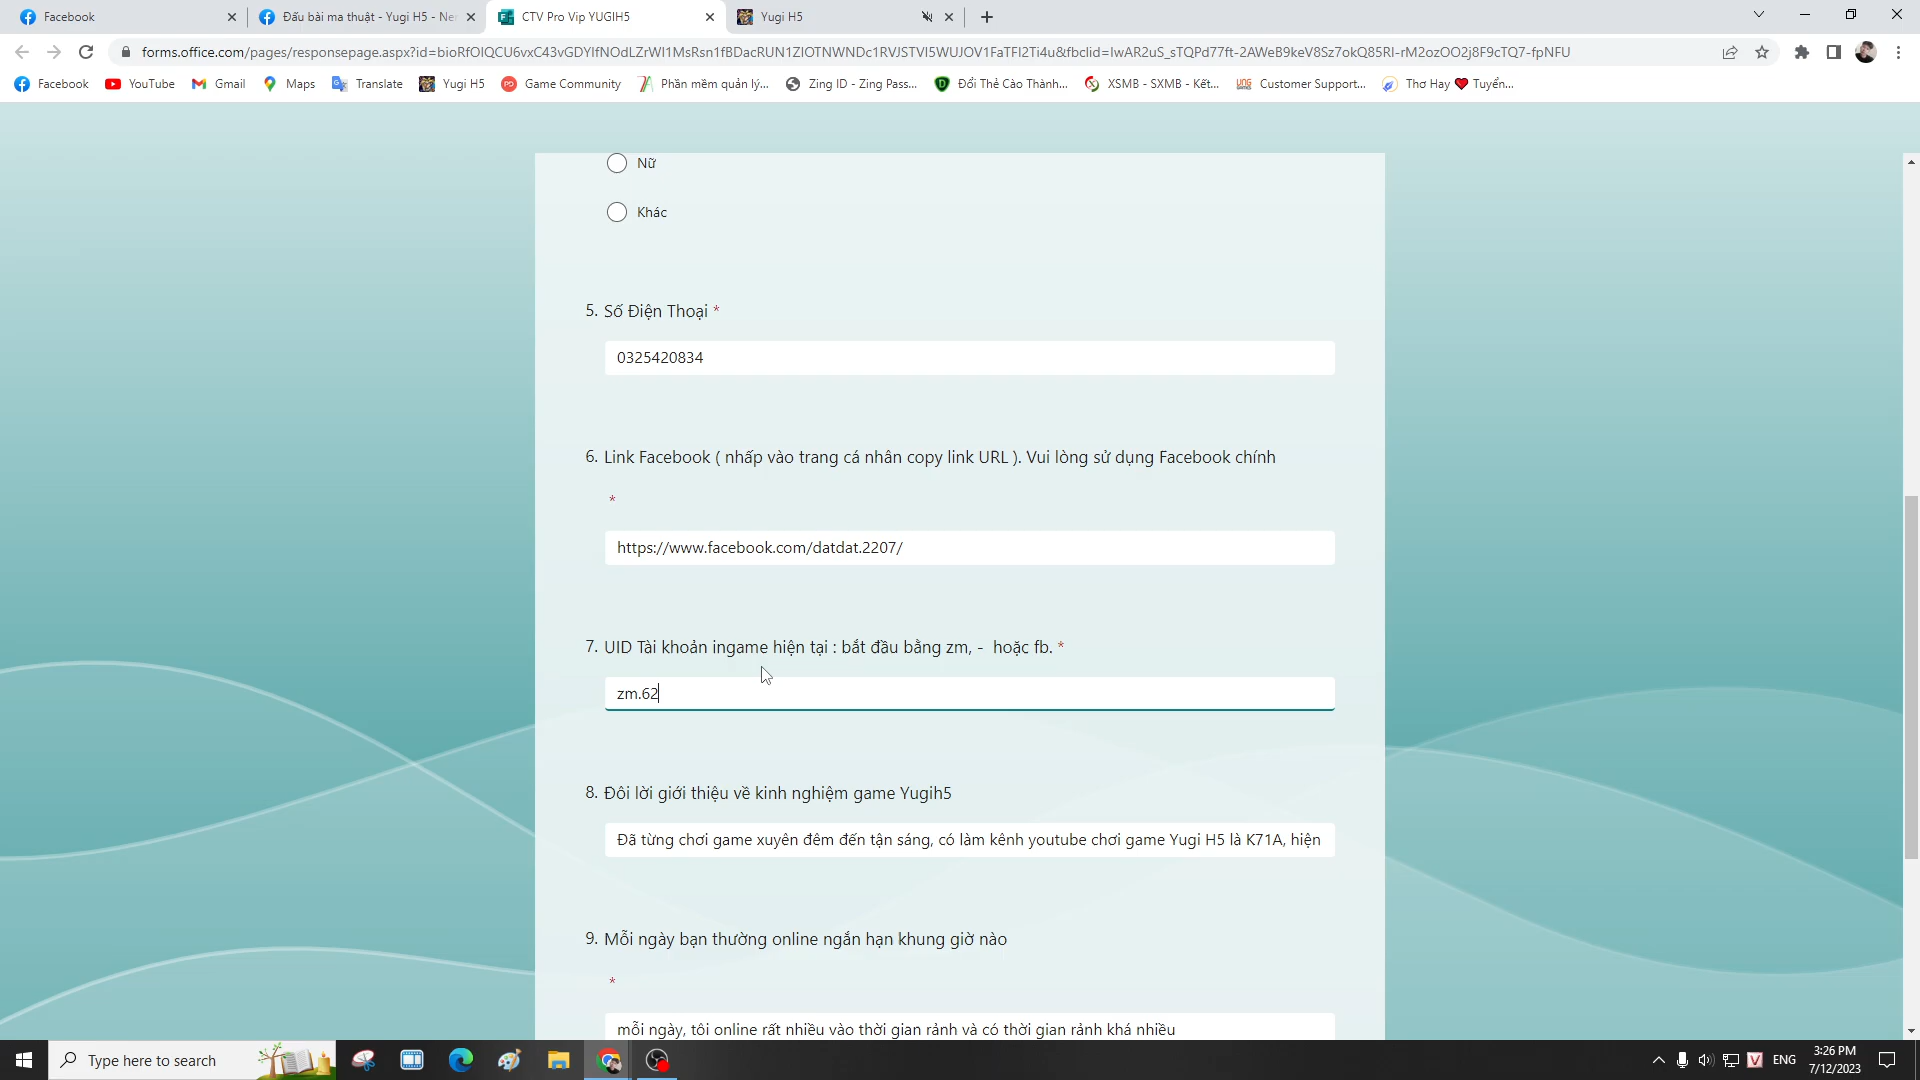 Facebook
Đấu bài ma thuật - Yugi H5 - Ne
CTV Pro Vip YUGIH5
Yugi H5
forms.office.com/pages/responsepage.aspx?id=bioRfOIQCU6vxC43vGDYIfNOdLZrWI1MsRsn1fBDacRUN1ZIOTNWNDc1RVJSTVI5WUJOV1FaTFI2Ti4u&fbclid=IwAR2uS_sTQPd77ft-2AWeB9keV8Sz7okQ85RI-rM2ozOO2j8F9cTQ7-fpNFU
Facebook
YouTube
Gmail
Maps
Translate
Yugi H5
Game Community
Phần mềm quản lý...
Zing ID - Zing Pass...
Đổi Thẻ Cào Thành...
XSMB - SXMB - Kết...
Customer Support...
Thơ Hay ❤ Tuyển...
Nữ
Khác
5. Số Điện Thoại *
0325420834
6. Link Facebook ( nhấp vào trang cá nhân copy link URL ). Vui lòng sử dụng Facebook chính
*
https://www.facebook.com/datdat.2207/
7. UID Tài khoản ingame hiện tại : bắt đầu bằng zm, - hoặc fb. *
zm.62
8. Đôi lời giới thiệu về kinh nghiệm game Yugih5
Đã từng chơi game xuyên đêm đến tận sáng, có làm kênh youtube chơi game Yugi H5 là K71A, hiện
9. Mỗi ngày bạn thường online ngắn hạn khung giờ nào
*
mỗi ngày, tôi online rất nhiều vào thời gian rảnh và có thời gian rảnh khá nhiều
Type here to search
ENG
3:26 PM
7/12/2023